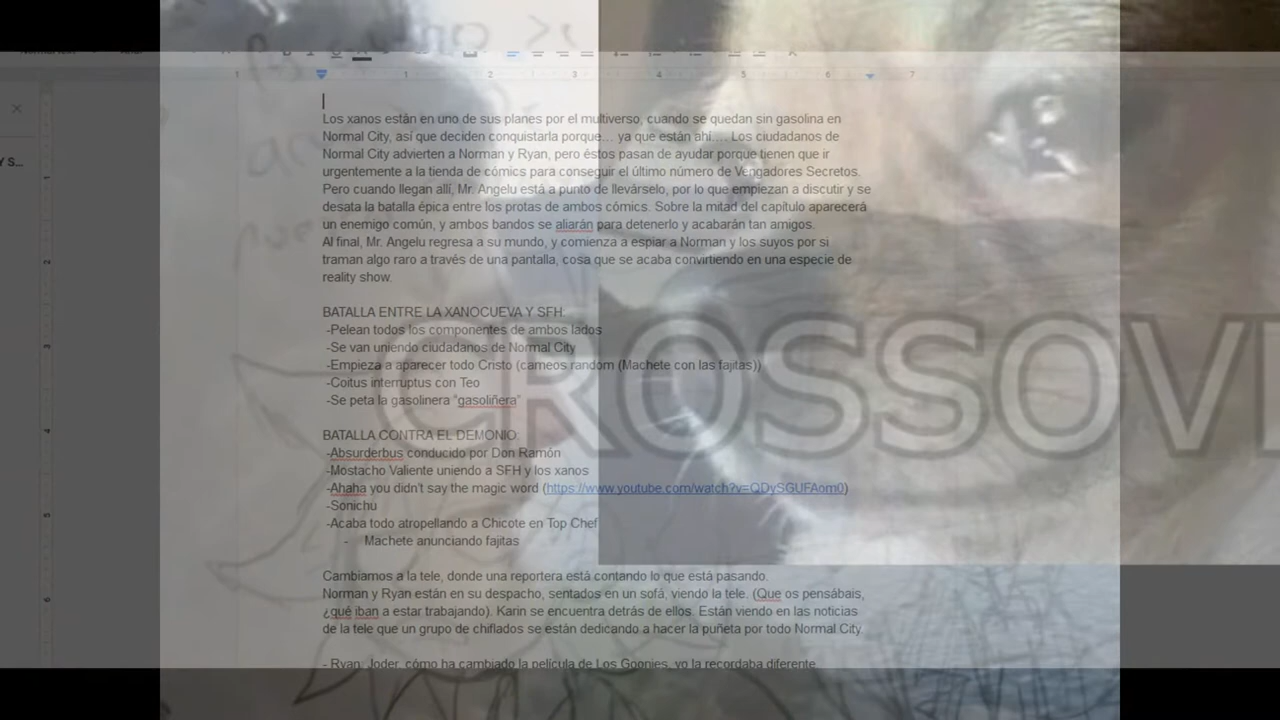 Los xanos están en uno de sus planes por el multiverso, cuando se quedan sin gasolina en
Normal City, así que deciden conquistarla porque… ya que están ahí…. Los ciudadanos de
Normal City advierten a Norman y Ryan, pero éstos pasan de ayudar porque tienen que ir
urgentemente a la tienda de cómics para conseguir el último número de Vengadores Secretos.
Pero cuando llegan allí, Mr. Angelu está a punto de llevárselo, por lo que empiezan a discutir y se
desata la batalla épica entre los protas de ambos cómics. Sobre la mitad del capítulo aparecerá
un enemigo común, y ambos bandos se aliarán para detenerlo y acabarán tan amigos.
Al final, Mr. Angelu regresa a su mundo, y comienza a espiar a Norman y los suyos por si
traman algo raro a través de una pantalla, cosa que se acaba convirtiendo en una especie de
reality show.
BATALLA ENTRE LA XANOCUEVA Y SFH:
-Pelean todos los componentes de ambos lados
-Se van uniendo ciudadanos de Normal City
-Empieza a aparecer todo Cristo (cameos random (Machete con las fajitas))
-Coitus interruptus con Teo
-Se peta la gasolinera “gasoliñera”
CROSSOVE
BATALLA CONTRA EL DEMONIO:
-Absurderbus conducido por Don Ramón
-Mostacho Valiente uniendo a SFH y los xanos
-Ahaha you didn't say the magic word (https://www.youtube.com/watch?v=QDySGUFAom0)
-Sonichu
-Acaba todo atropellando a Chicote en Top Chef
- Machete anunciando fajitas
Cambiamos a la tele, donde una reportera está contando lo que está pasando.
Norman y Ryan están en su despacho, sentados en un sofá, viendo la tele. (Que os pensábais,
¿qué iban a estar trabajando). Karin se encuentra detrás de ellos. Están viendo en las noticias
de la tele que un grupo de chiflados se están dedicando a hacer la puñeta por todo Normal City.
- Ryan: Joder, cómo ha cambiado la película de Los Goonies, yo la recordaba diferente